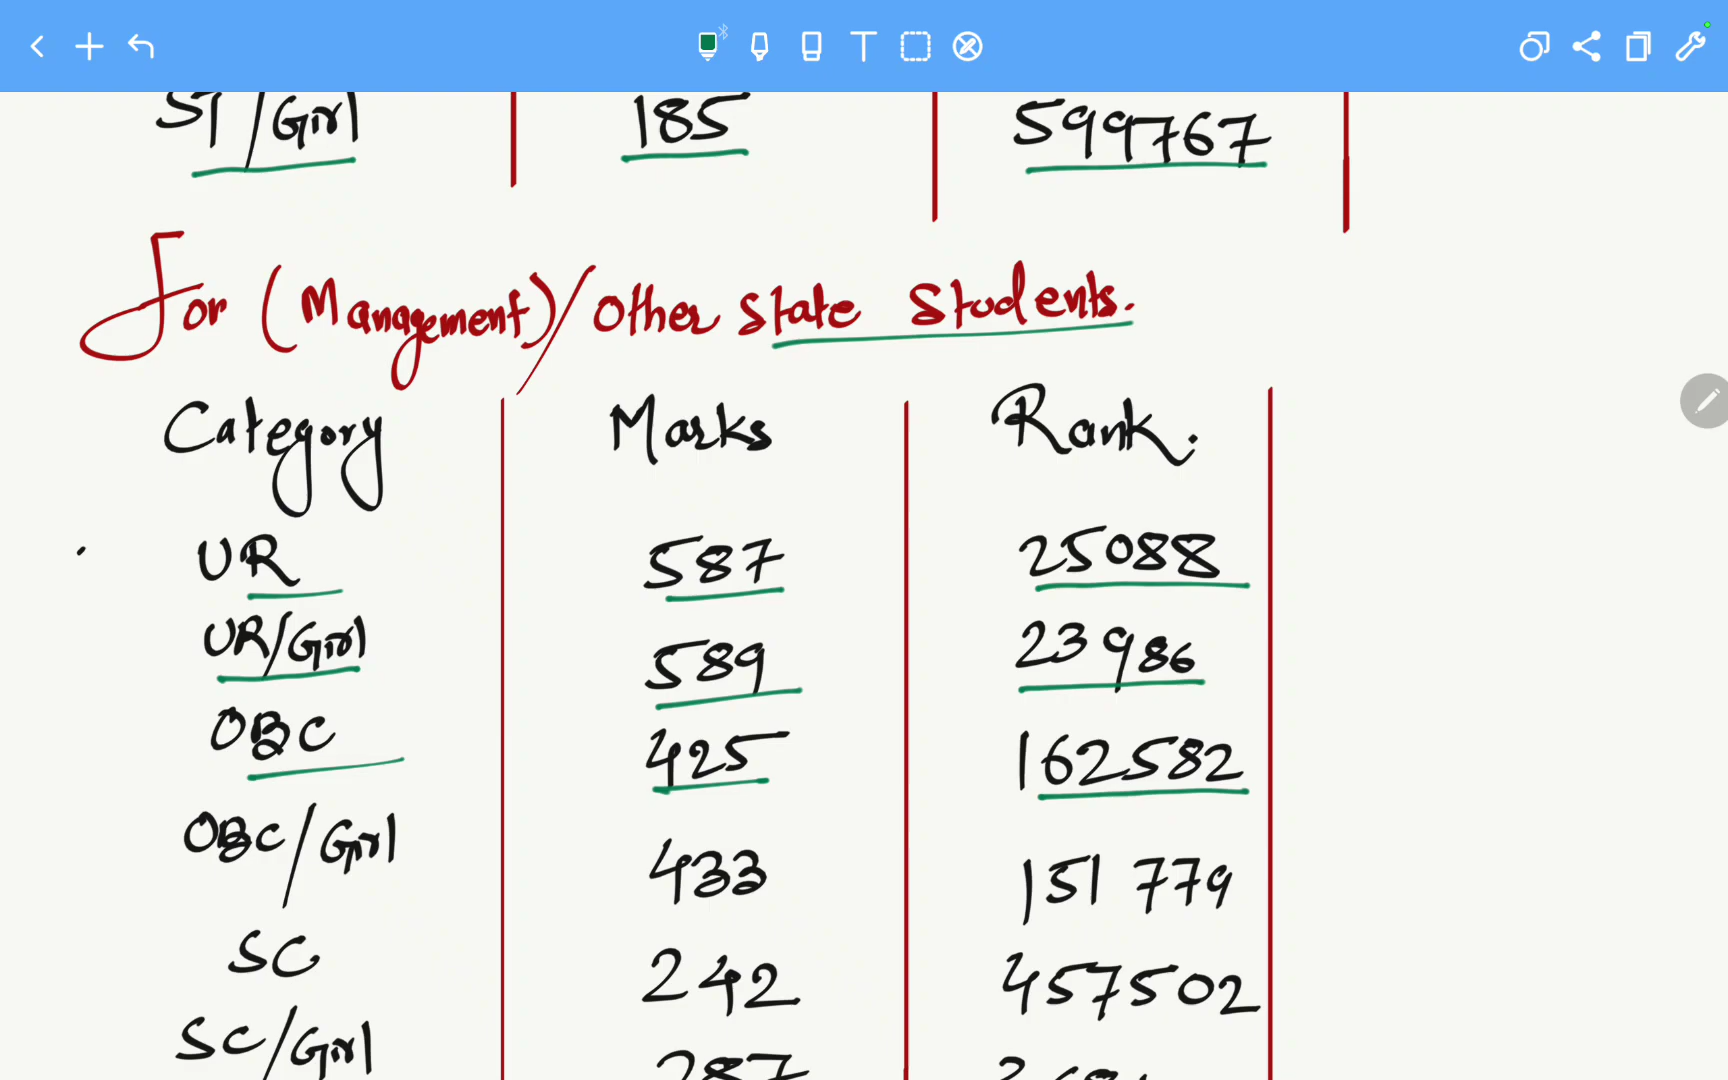 ST/Girl 185 599767
For (Management)/other state students.
Category Marks Rank.
UR 587 25088
UR/Girl 589 23986
OBC 425 162582
OBC/Girl 433 151779
SC 242 457502
SC/Girl 287